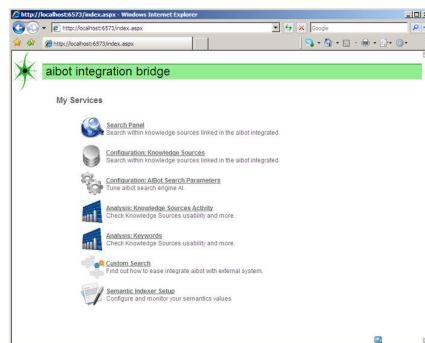 http://localhost:6573/index.aspx - Windows Internet Explorer
http://localhost:6573/index.aspx
Google
http://localhost:6573/index.aspx
aibot integration bridge
My Services
Search Panel
Search within knowledge sources linked in the aibot integrated.
Configuration: Knowledge Sources
Search within knowledge sources linked in the aibot integrated.
Configuration: AIBot Search Parameters
Tune aibot search engine AI.
Analysis: Knowledge Sources Activity
Check Knowledge Sources usability and more.
Analysis: Keywords
Check Knowledge Sources usability and more.
Custom Search
Find out how to ease integrate aibot with external system.
Semantic Indexer Setup
Configure and monitor your semantics values